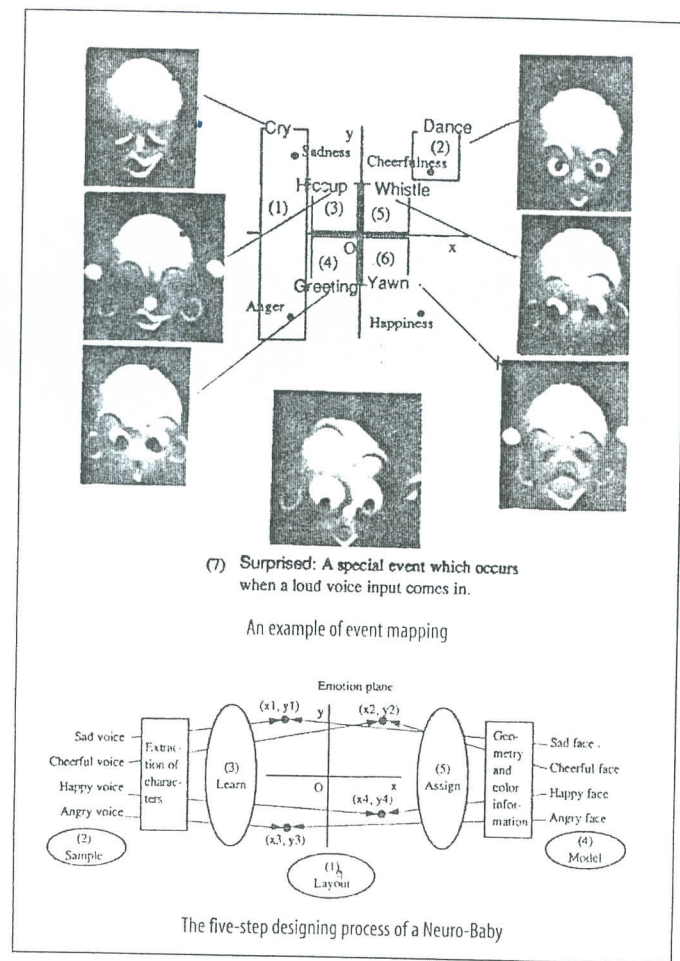 Cry
y
Dance
(2)
Sadness
Cheerfulness
Hiccup
Whistle
(1)
(3)
(5)
O
x
(4)
(6)
Greeting
Yawn
Anger
Happiness
(7) Surprised: A special event which occurs
when a loud voice input comes in.
An example of event mapping
Emotion plane
(x1, y1)
y
(x2, y2)
Sad voice
Cheerful voice
Happy voice
Angry voice
Extrac-
tion of
charac-
ters
(3)
Learn
O
x
(5)
Assign
Geo-
metry
and
color
infor-
mation
Sad face
Cheerful face
Happy face
Angry face
(x4, y4)
(x3, y3)
(2)
Sample
(1)
Layout
(4)
Model
The five-step designing process of a Neuro-Baby